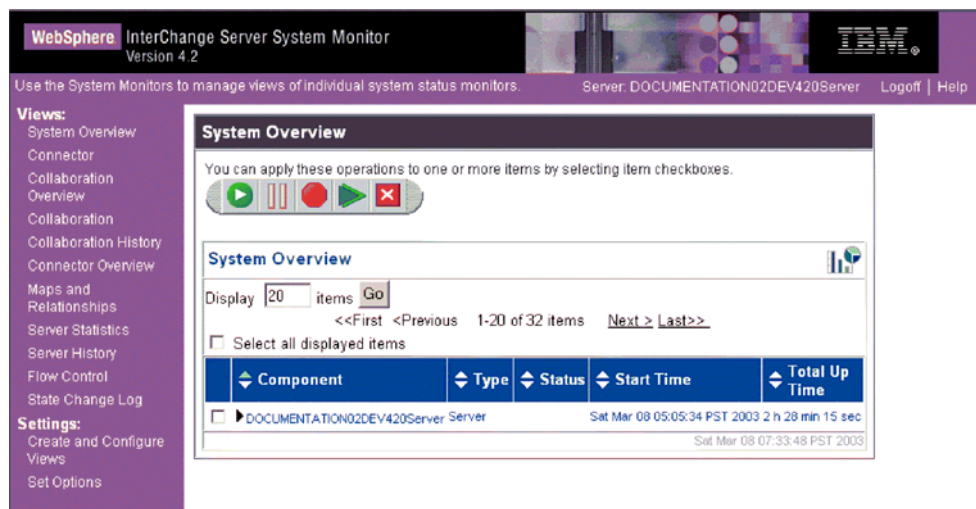 WebSphere InterChange Server System Monitor
Version 4.2
IBM®
Use the System Monitors to manage views of individual system status monitors. Server: DOCUMENTATION02DEV420Server Logoff | Help
Views:
System Overview
Connector
Collaboration
Overview
Collaboration
Collaboration History
Connector Overview
Maps and
Relationships
Server Statistics
Server History
Flow Control
State Change Log
Settings:
Create and Configure
Views
Set Options
System Overview
You can apply these operations to one or more items by selecting item checkboxes.
System Overview
Display 20 items Go
<<First <Previous 1-20 of 32 items Next > Last>>
Select all displayed items
Component Type Status Start Time Total Up
Time
DOCUMENTATION02DEV420Server Server Sat Mar 08 05:05:34 PST 2003 2 h 28 min 15 sec
Sat Mar 08 07:33:48 PST 2003